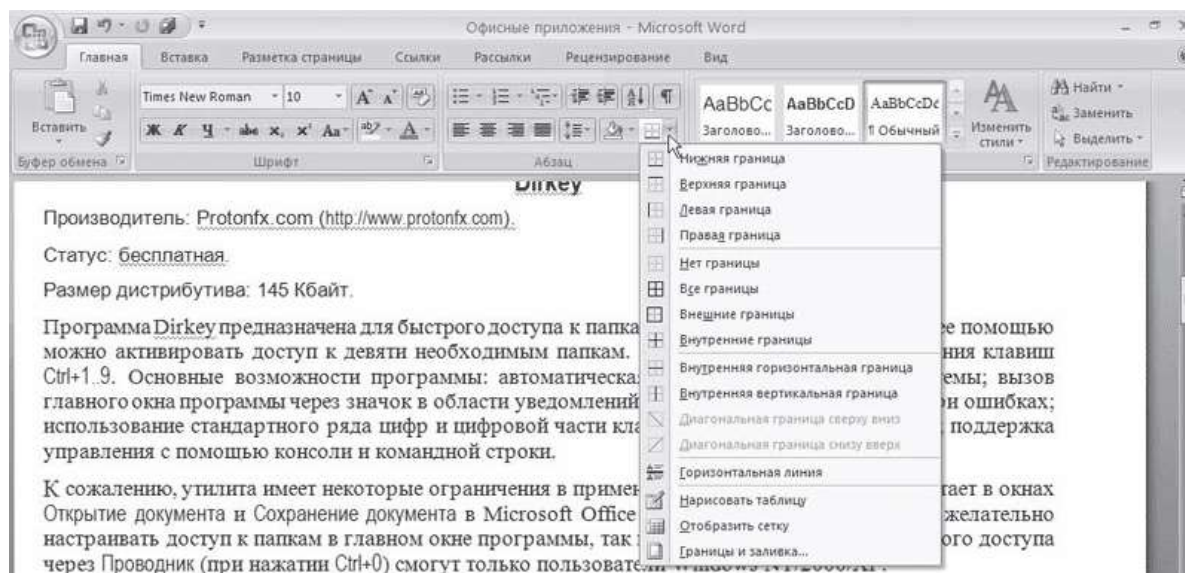 Офисные приложения - Microsoft Word
Главная Вставка Разметка страницы Ссылки Рассылки Рецензирование Вид
Вставить
Буфер обмена
Times New Roman 10
Ж К Ч abc x, x² Aa ab A
Шрифт
Абзац
AaBbCc AaBbCcD AaBbCcDc
Заголово... Заголово... ¶ Обычный
Изменить стили
Найти
Заменить
Выделить
Редактирование
Нижняя граница
Верхняя граница
Левая граница
Правая граница
Нет границы
Все границы
Внешние границы
Внутренние границы
Внутренняя горизонтальная граница
Внутренняя вертикальная граница
Диагональная граница сверху вниз
Диагональная граница снизу вверх
Горизонтальная линия
Нарисовать таблицу
Отобразить сетку
Границы и заливка...
Dirkey
Производитель: Protonfx.com (http://www.protonfx.com).
Статус: бесплатная.
Размер дистрибутива: 145 Кбайт.
Программа Dirkey предназначена для быстрого доступа к папка ее помощью
можно активировать доступ к девяти необходимым папкам. ния клавиш
Ctrl+1..9. Основные возможности программы: автоматическа емы; вызов
главного окна программы через значок в области уведомлений ри ошибках;
использование стандартного ряда цифр и цифровой части кла поддержка
управления с помощью консоли и командной строки.
К сожалению, утилита имеет некоторые ограничения в примен тает в окнах
Открытие документа и Сохранение документа в Microsoft Office желательно
настраивать доступ к папкам в главном окне программы, так ого доступа
через Проводник (при нажатии Ctrl+0) смогут только пользователи